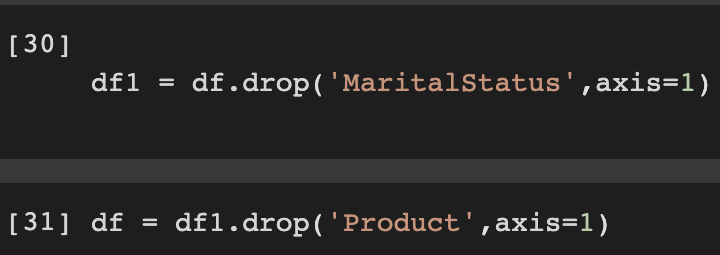 [30]
df1 = df.drop('MaritalStatus',axis=1)
[31] df = df1.drop('Product',axis=1)